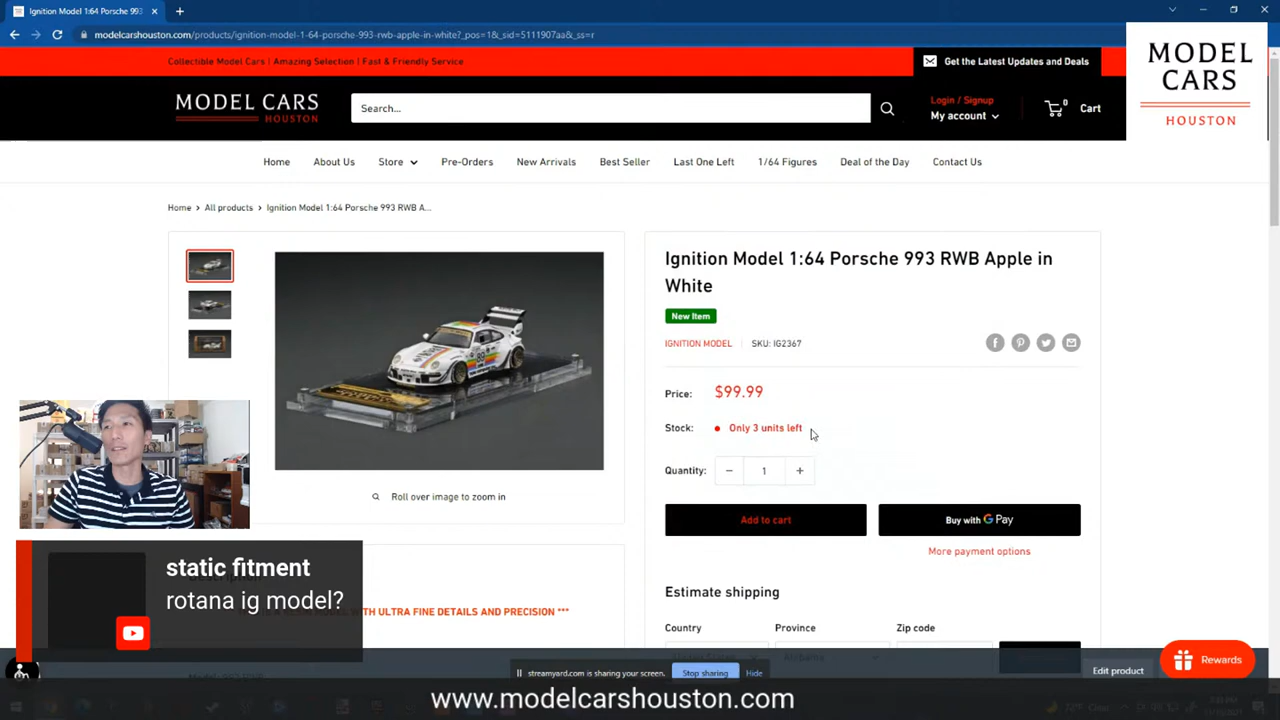 Ignition Model 1:64 Porsche 993
modelcarshouston.com/products/ignition-model-1-64-porsche-993-rwb-apple-in-white?_pos=1&_sid=5111907aa&_ss=r
Collectible Model Cars | Amazing Selection | Fast & Friendly Service
Get the Latest Updates and Deals
MODEL CARS
HOUSTON
MODEL CARS
HOUSTON
Search...
Login / Signup
My account
0
Cart
Home
About Us
Store
Pre-Orders
New Arrivals
Best Seller
Last One Left
1/64 Figures
Deal of the Day
Contact Us
Home > All products > Ignition Model 1:64 Porsche 993 RWB A...
Roll over image to zoom in
Ignition Model 1:64 Porsche 993 RWB Apple in
White
New Item
IGNITION MODEL
SKU: IG2367
Price: $99.99
Stock: Only 3 units left
Quantity: − 1 +
Add to cart
Buy with G Pay
More payment options
Estimate shipping
Country
Province
Zip code
static fitment
rotana ig model?
WITH ULTRA FINE DETAILS AND PRECISION ***
streamyard.com is sharing your screen.
Stop sharing
Hide
Edit product
Rewards
www.modelcarshouston.com